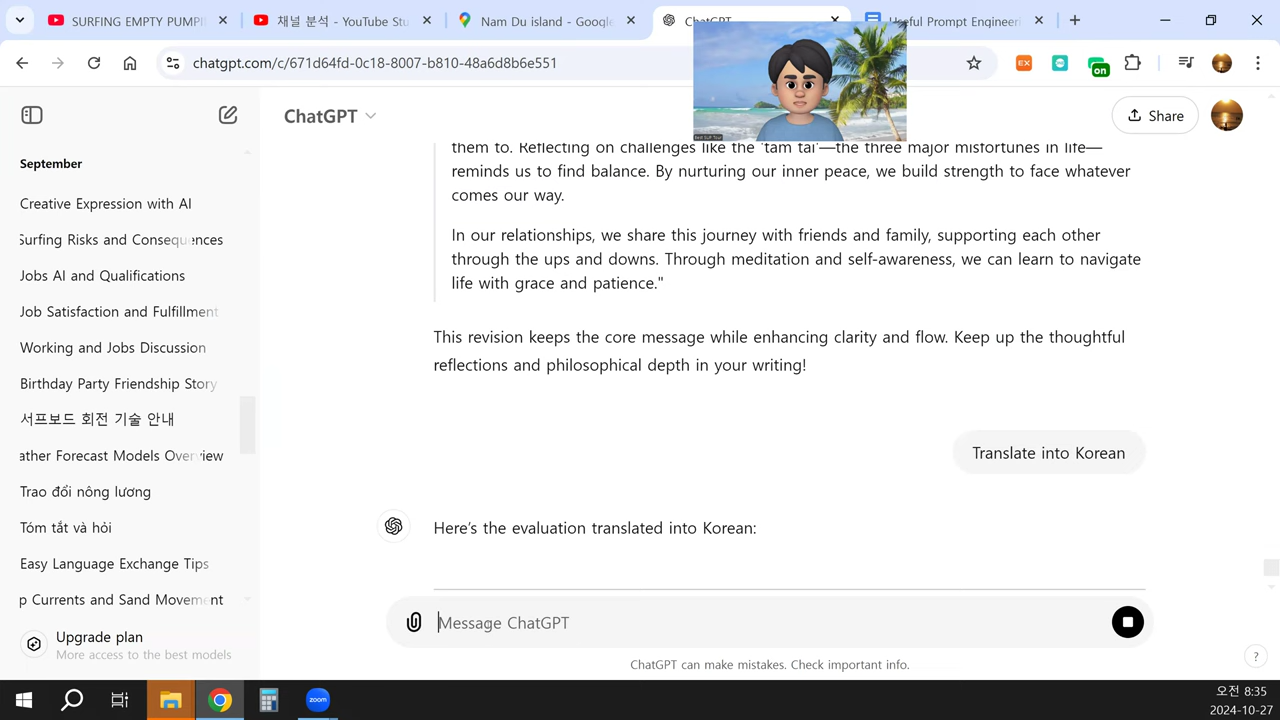 SURFING EMPTY PUMPI
채널 분석 - YouTube Stu
Nam Du island - Google
ChatGPT
Useful Prompt Engineeri
chatgpt.com/c/671d64fd-0c18-8007-b810-48a6d8b6e551
EX
on
ChatGPT
Share
Best SUP Tour
September
Creative Expression with AI
Surfing Risks and Consequences
Jobs AI and Qualifications
Job Satisfaction and Fulfillment
Working and Jobs Discussion
Birthday Party Friendship Story
서프보드 회전 기술 안내
ather Forecast Models Overview
Trao đổi nông lương
Tóm tắt và hỏi
Easy Language Exchange Tips
p Currents and Sand Movement
Upgrade plan
More access to the best models
them to. Reflecting on challenges like the 'tam tai'—the three major misfortunes in life—
reminds us to find balance. By nurturing our inner peace, we build strength to face whatever
comes our way.
In our relationships, we share this journey with friends and family, supporting each other
through the ups and downs. Through meditation and self-awareness, we can learn to navigate
life with grace and patience."
This revision keeps the core message while enhancing clarity and flow. Keep up the thoughtful
reflections and philosophical depth in your writing!
Translate into Korean
Here's the evaluation translated into Korean:
Message ChatGPT
ChatGPT can make mistakes. Check important info.
?
zoom
오전 8:35
2024-10-27